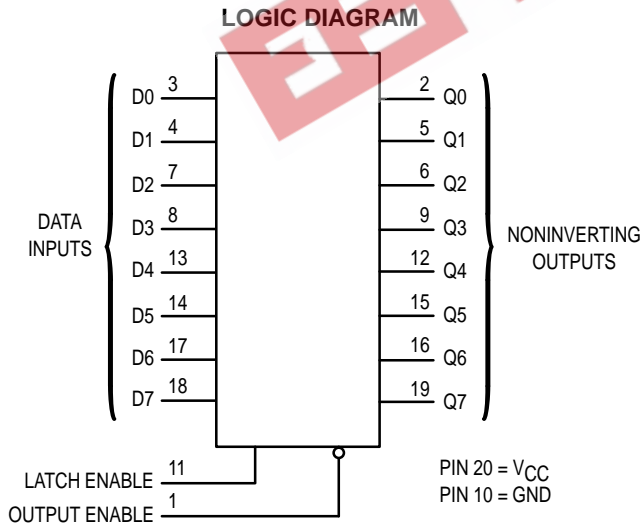 LOGIC DIAGRAM
D0 3
D1 4
D2 7
D3 8
D4 13
D5 14
D6 17
D7 18
DATA
INPUTS
2 Q0
5 Q1
6 Q2
9 Q3
12 Q4
15 Q5
16 Q6
19 Q7
NONINVERTING
OUTPUTS
LATCH ENABLE 11
OUTPUT ENABLE 1
PIN 20 = VCC
PIN 10 = GND